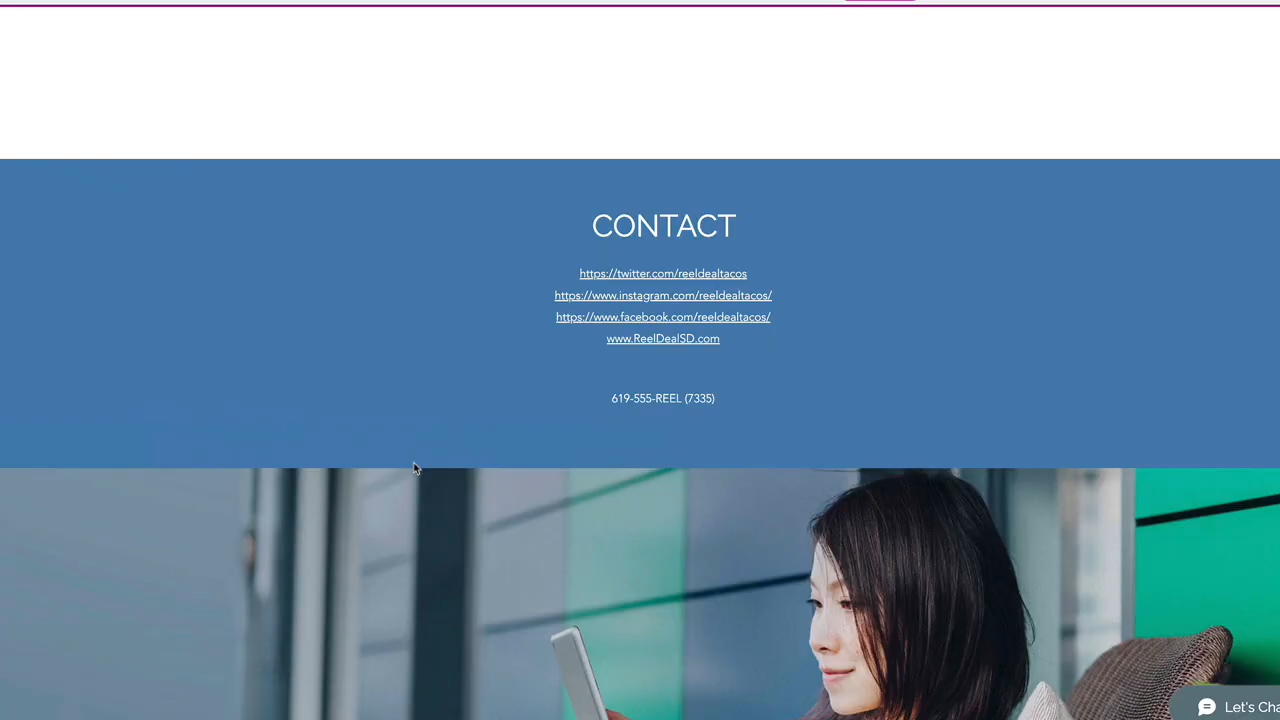 CONTACT
https://twitter.com/reeldealtacos
https://www.instagram.com/reeldealtacos/
https://www.facebook.com/reeldealtacos/
www.ReelDealSD.com
619-555-REEL (7335)
Let's Cha